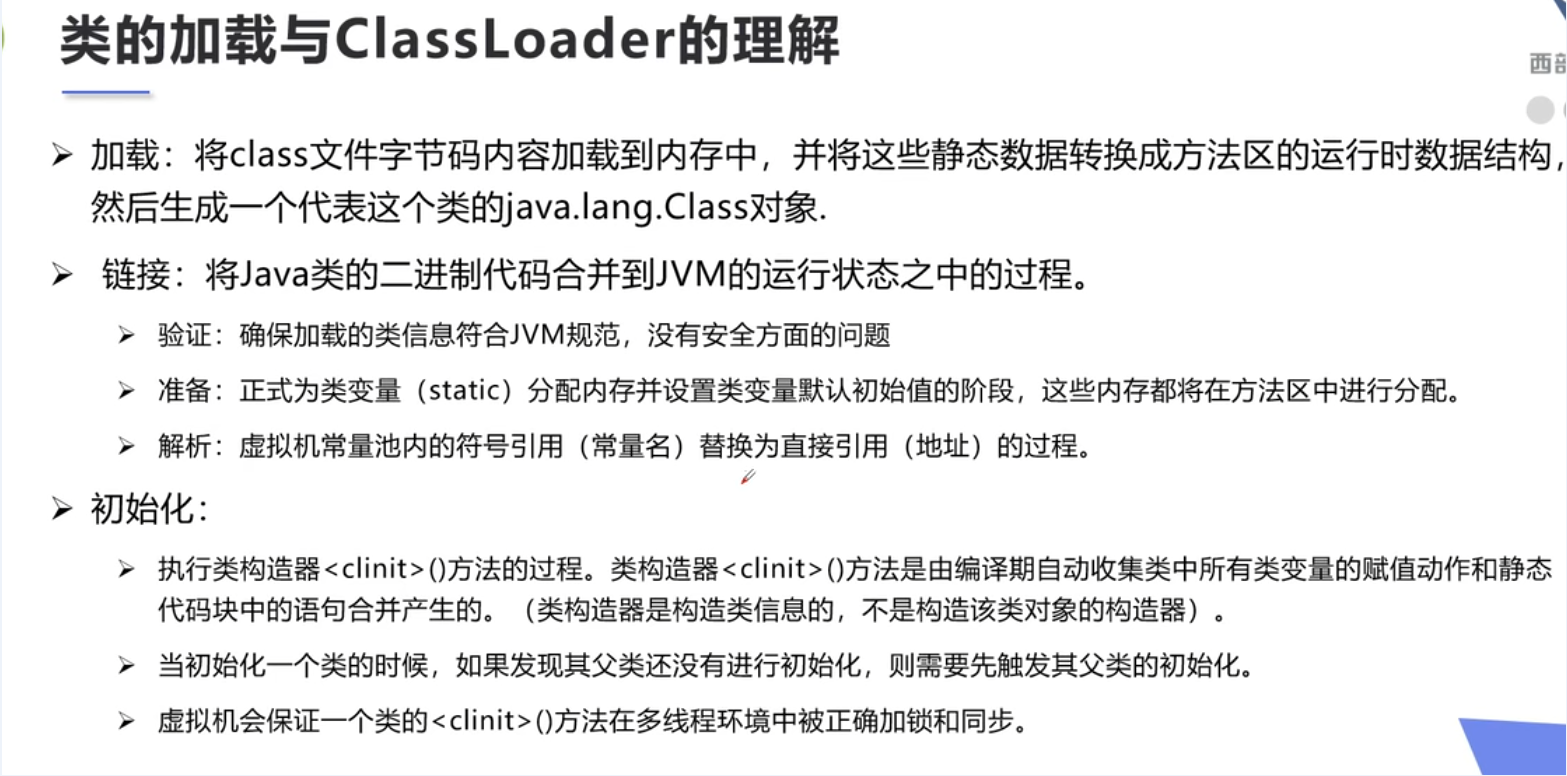 类的加载与ClassLoader的理解
西部
加载：将class文件字节码内容加载到内存中，并将这些静态数据转换成方法区的运行时数据结构，
然后生成一个代表这个类的java.lang.Class对象.
链接：将Java类的二进制代码合并到JVM的运行状态之中的过程。
验证：确保加载的类信息符合JVM规范，没有安全方面的问题
准备：正式为类变量（static）分配内存并设置类变量默认初始值的阶段，这些内存都将在方法区中进行分配。
解析：虚拟机常量池内的符号引用（常量名）替换为直接引用（地址）的过程。
初始化：
执行类构造器<clinit>()方法的过程。类构造器<clinit>()方法是由编译期自动收集类中所有类变量的赋值动作和静态
代码块中的语句合并产生的。（类构造器是构造类信息的，不是构造该类对象的构造器）。
当初始化一个类的时候，如果发现其父类还没有进行初始化，则需要先触发其父类的初始化。
虚拟机会保证一个类的<clinit>()方法在多线程环境中被正确加锁和同步。